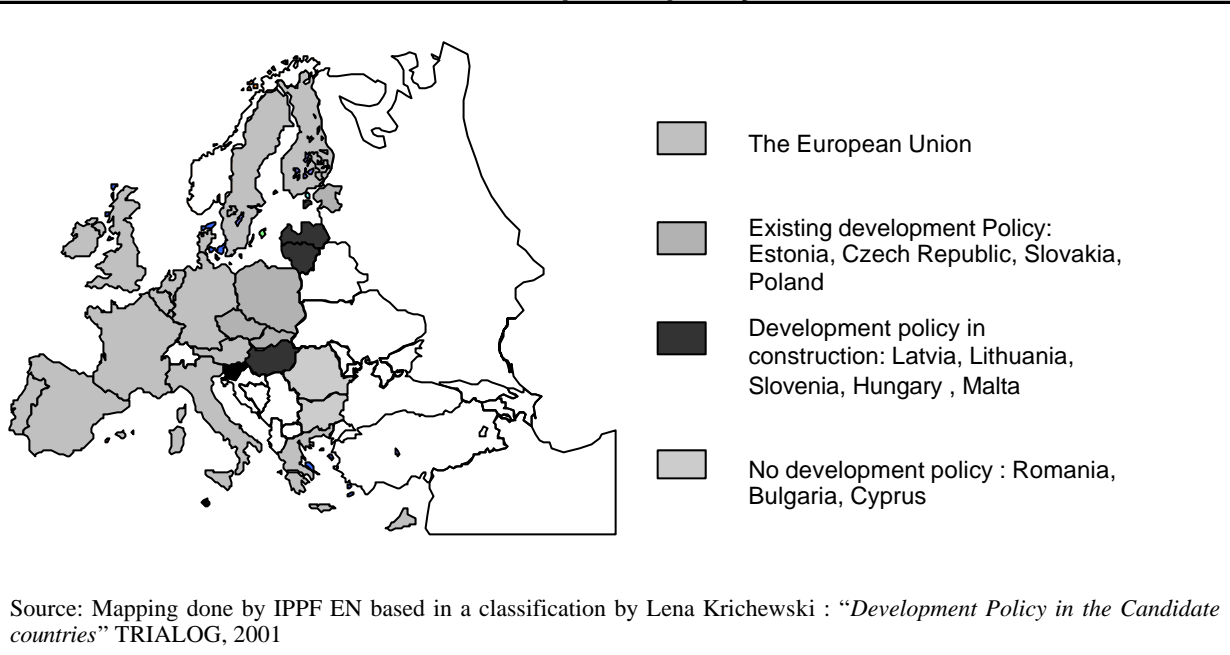 The European Union
Existing development Policy:
Estonia, Czech Republic, Slovakia,
Poland
Development policy in
construction: Latvia, Lithuania,
Slovenia, Hungary , Malta
No development policy : Romania,
Bulgaria, Cyprus
Source: Mapping done by IPPF EN based in a classification by Lena Krichewski : “Development Policy in the Candidate
countries” TRIALOG, 2001